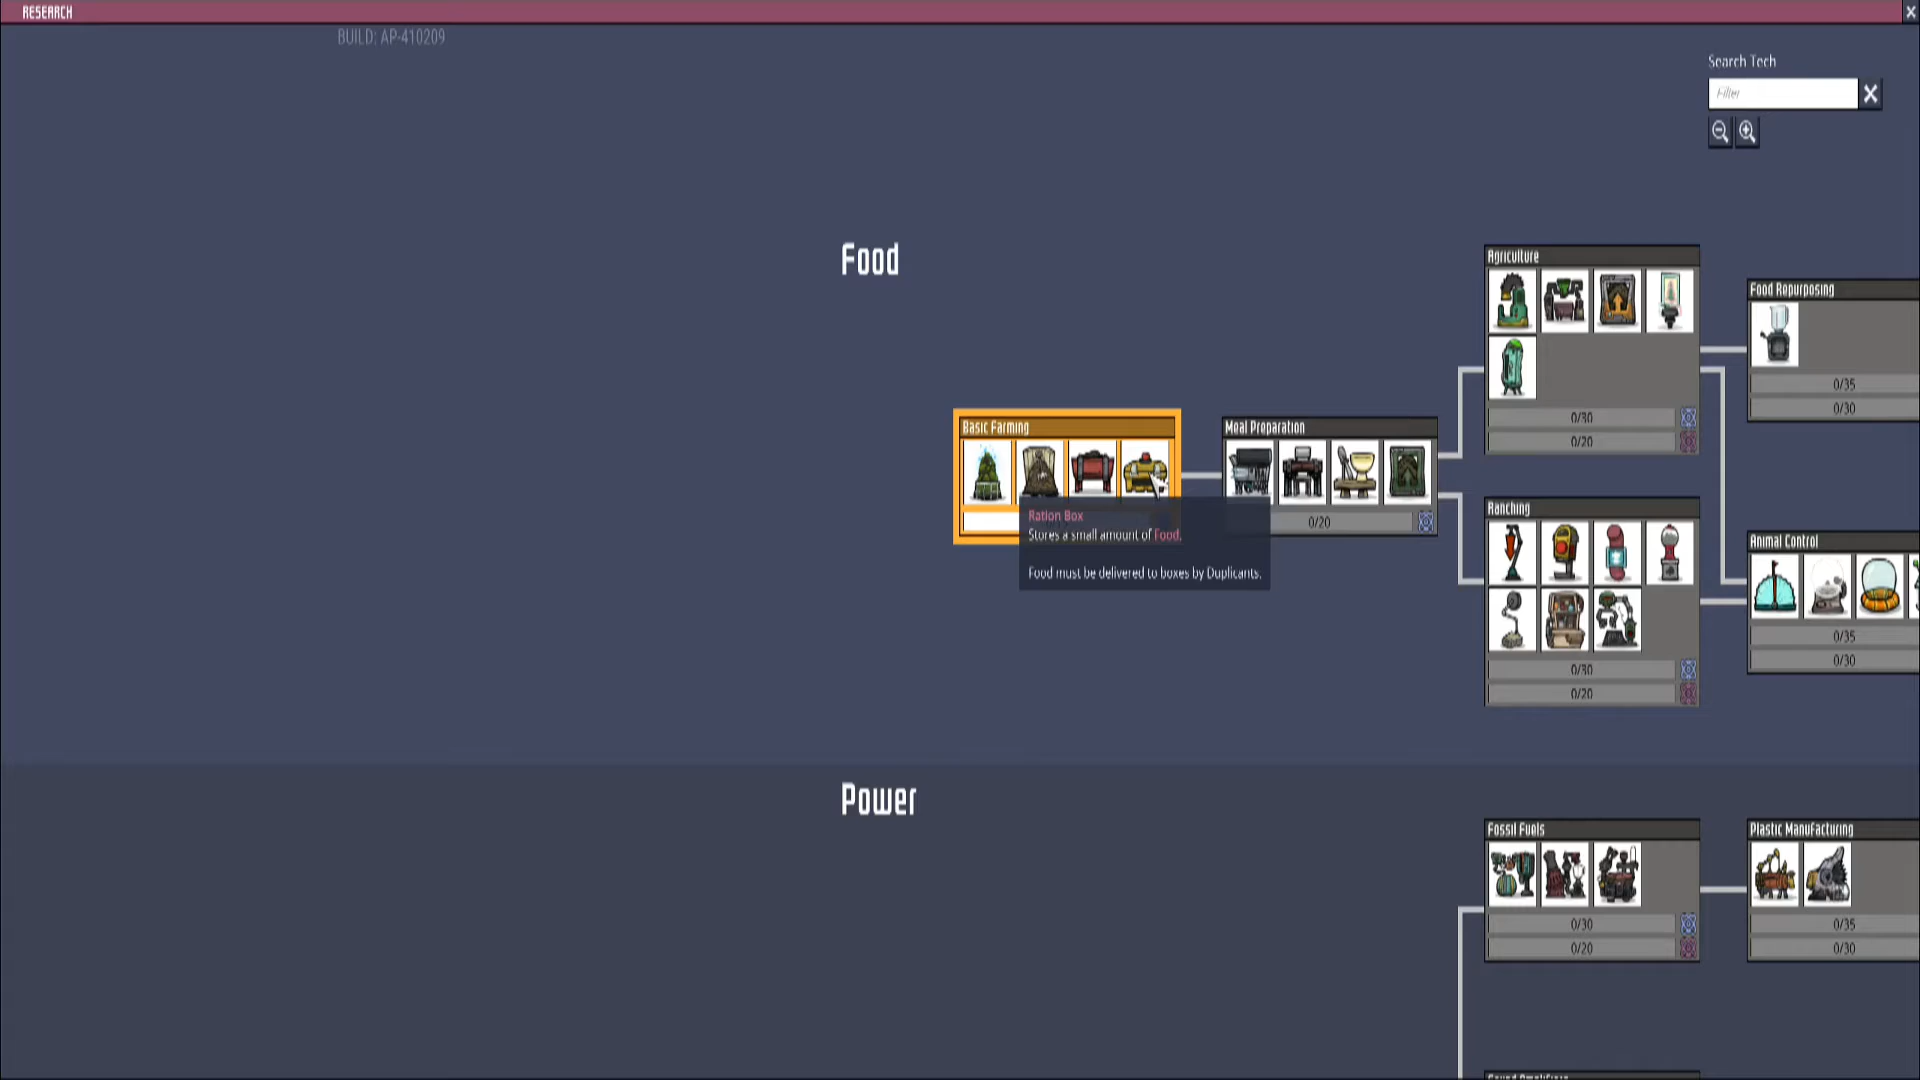 RESEARCH
BUILD: AP-410209
Search Tech
Filter
Food
Agriculture
0/30
0/20
Food Repurposing
0/35
0/30
Basic Farming
Meal Preparation
0/20
Ration Box
Stores a small amount of Food.
Food must be delivered to boxes by Duplicants.
Ranching
0/30
0/20
Animal Control
0/35
0/30
Power
Fossil Fuels
0/30
0/20
Plastic Manufacturing
0/35
0/30